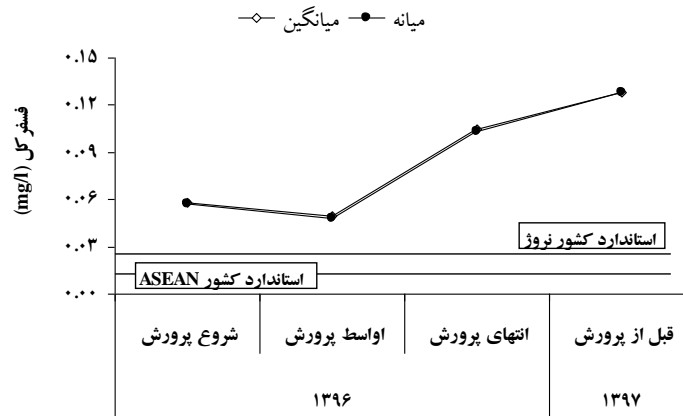 میانه میانگین
۰.۱۵
۰.۱۲
۰.۰۹
۰.۰۶
۰.۰۳
۰.۰۰
فسفر کل (mg/l)
استاندارد کشور نروژ
استاندارد کشور ASEAN
شروع پرورش
اواسط پرورش
انتهای پرورش
قبل از پرورش
۱۳۹۶
۱۳۹۷